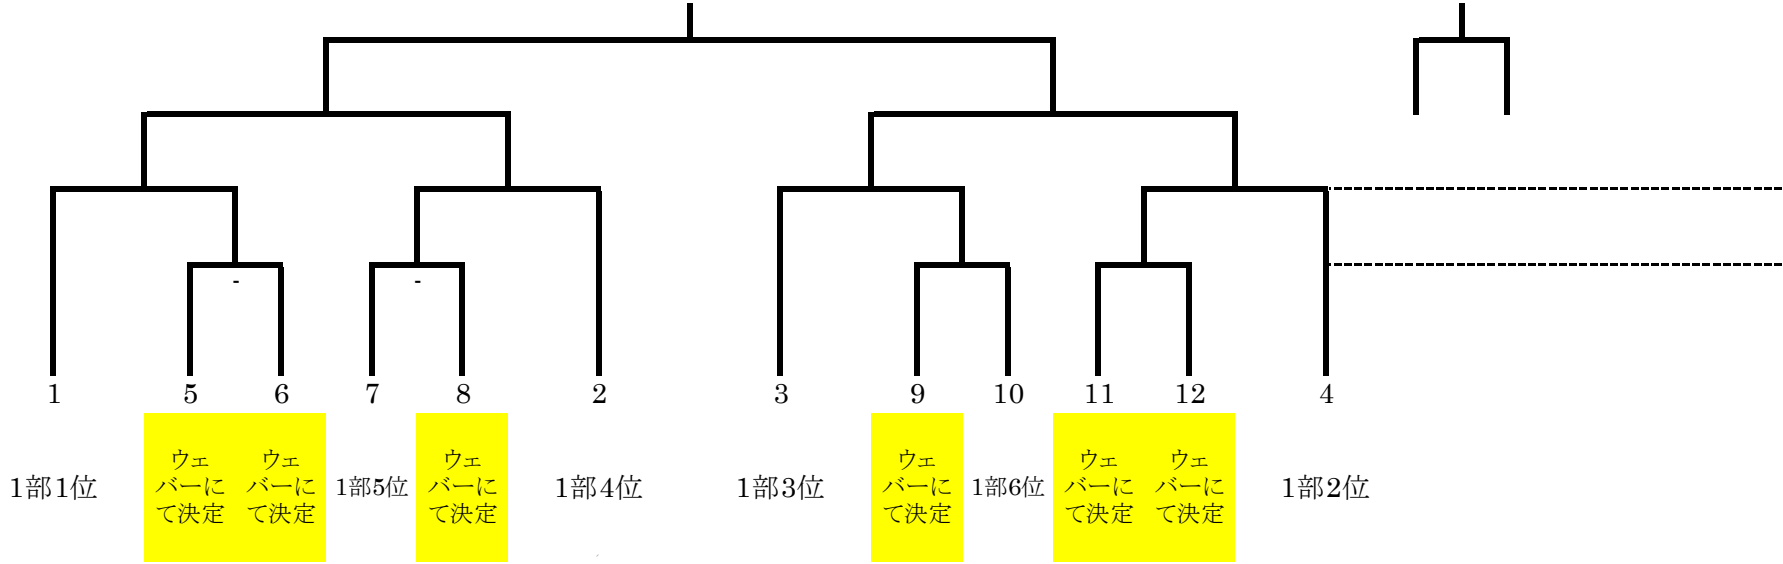 -
-
1
5
6
7
8
2
3
9
10
11
12
4
1部1位
ウェ
バーに
て決定
ウェ
バーに
て決定
1部5位
ウェ
バーに
て決定
1部4位
1部3位
ウェ
バーに
て決定
1部6位
ウェ
バーに
て決定
ウェ
バーに
て決定
1部2位